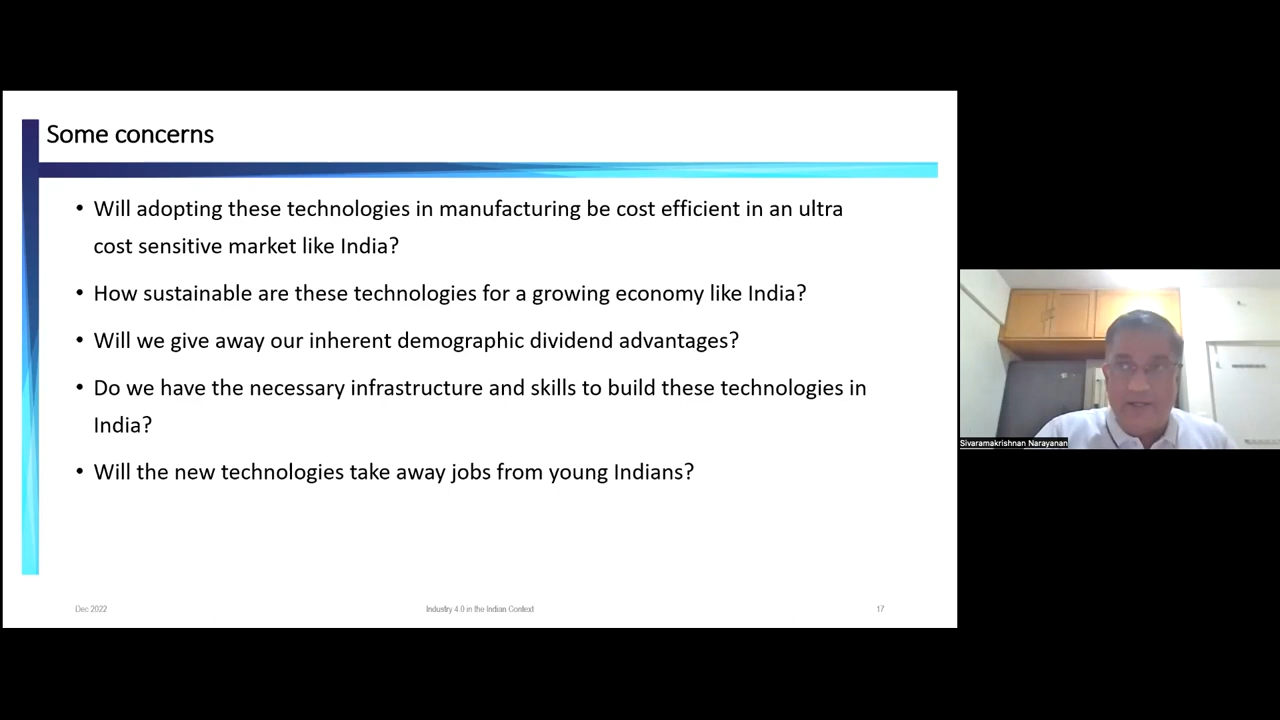 Some concerns
• Will adopting these technologies in manufacturing be cost efficient in an ultra
cost sensitive market like India?
• How sustainable are these technologies for a growing economy like India?
• Will we give away our inherent demographic dividend advantages?
• Do we have the necessary infrastructure and skills to build these technologies in
India?
• Will the new technologies take away jobs from young Indians?
Dec 2022
Industry 4.0 in the Indian Context
17
Sivaramakrishnan Narayanan